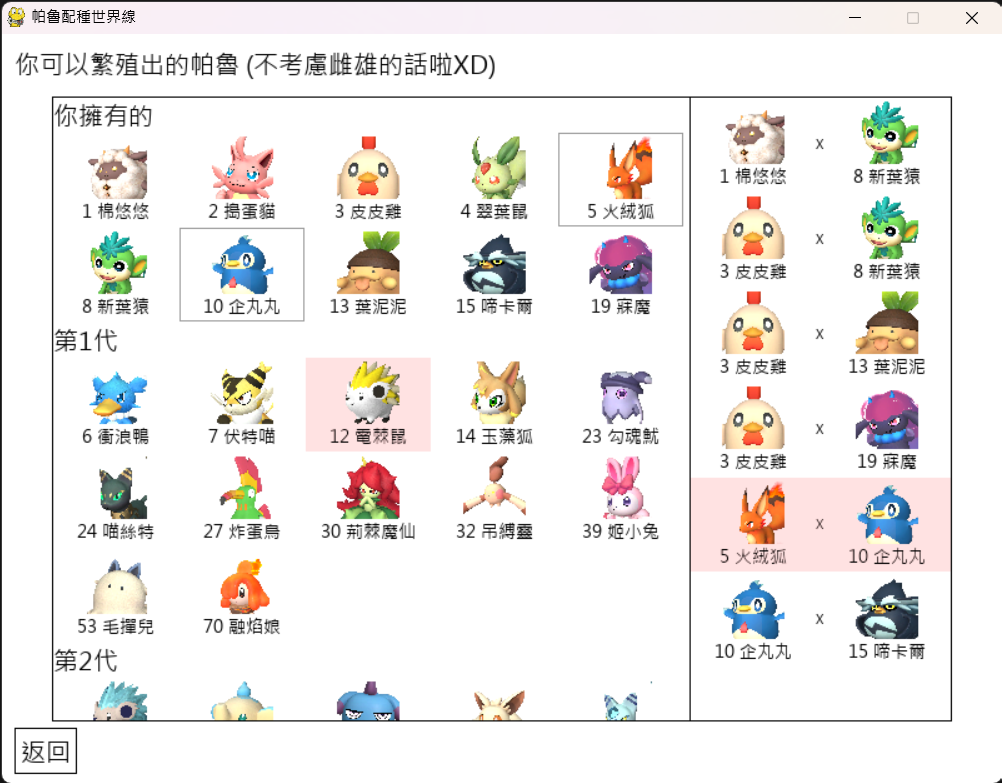 帕魯配種世界線
你可以繁殖出的帕魯 (不考慮雌雄的話啦XD)
你擁有的
1 棉悠悠 2 搗蛋貓 3 皮皮雞 4 翠葉鼠 5 火絨狐
8 新葉猿 10 企丸丸 13 葉泥泥 15 啼卡爾 19 寐魔
第1代
6 衝浪鴨 7 伏特喵 12 電棘鼠 14 玉藻狐 23 勾魂魷
24 喵絲特 27 炸蛋鳥 30 荊棘魔仙 32 吊縛靈 39 姬小兔
53 毛撣兒 70 融焰娘
第2代
x
1 棉悠悠 8 新葉猿
x
3 皮皮雞 8 新葉猿
x
3 皮皮雞 13 葉泥泥
x
3 皮皮雞 19 寐魔
x
5 火絨狐 10 企丸丸
x
10 企丸丸 15 啼卡爾
返回